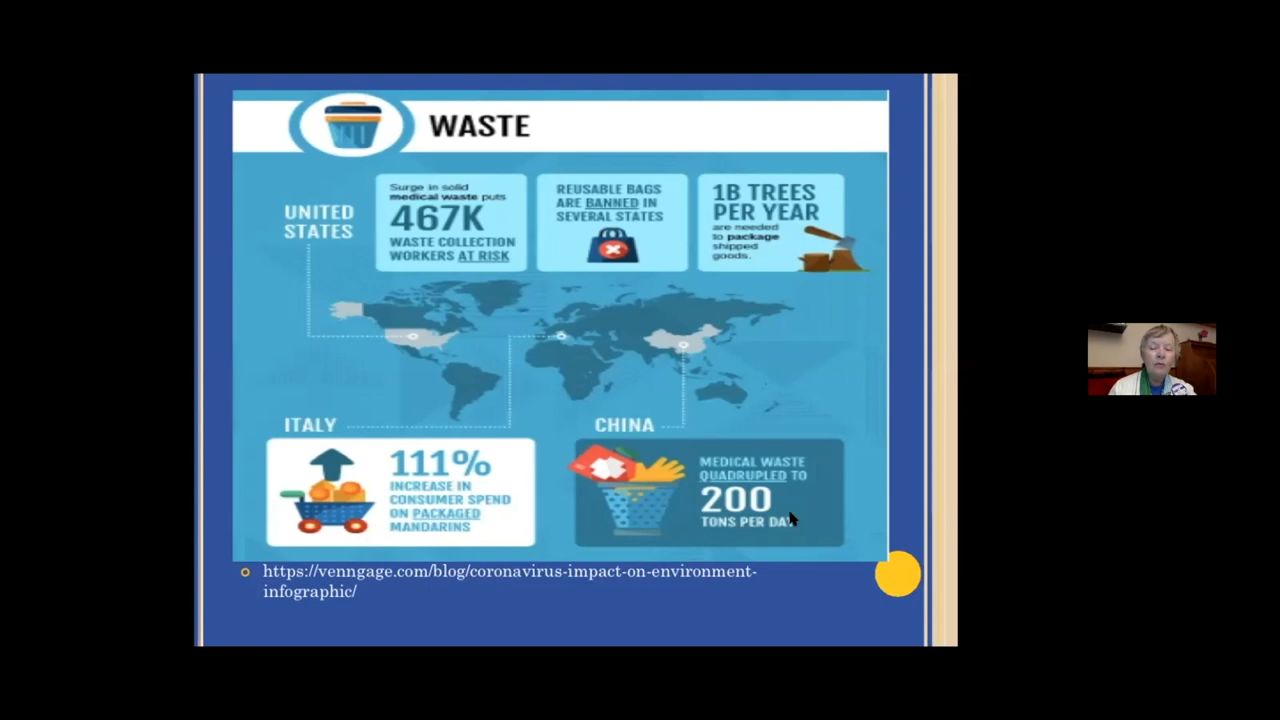 WASTE
UNITED
STATES
Surge in solid
medical waste puts
467K
WASTE COLLECTION
WORKERS AT RISK
REUSABLE BAGS
ARE BANNED IN
SEVERAL STATES
1B TREES
PER YEAR
are needed
to package
shipped
goods.
ITALY
111%
INCREASE IN
CONSUMER SPEND
ON PACKAGED
MANDARINS
CHINA
MEDICAL WASTE
QUADRUPLED TO
200
TONS PER DAY
https://venngage.com/blog/coronavirus-impact-on-environment-
infographic/